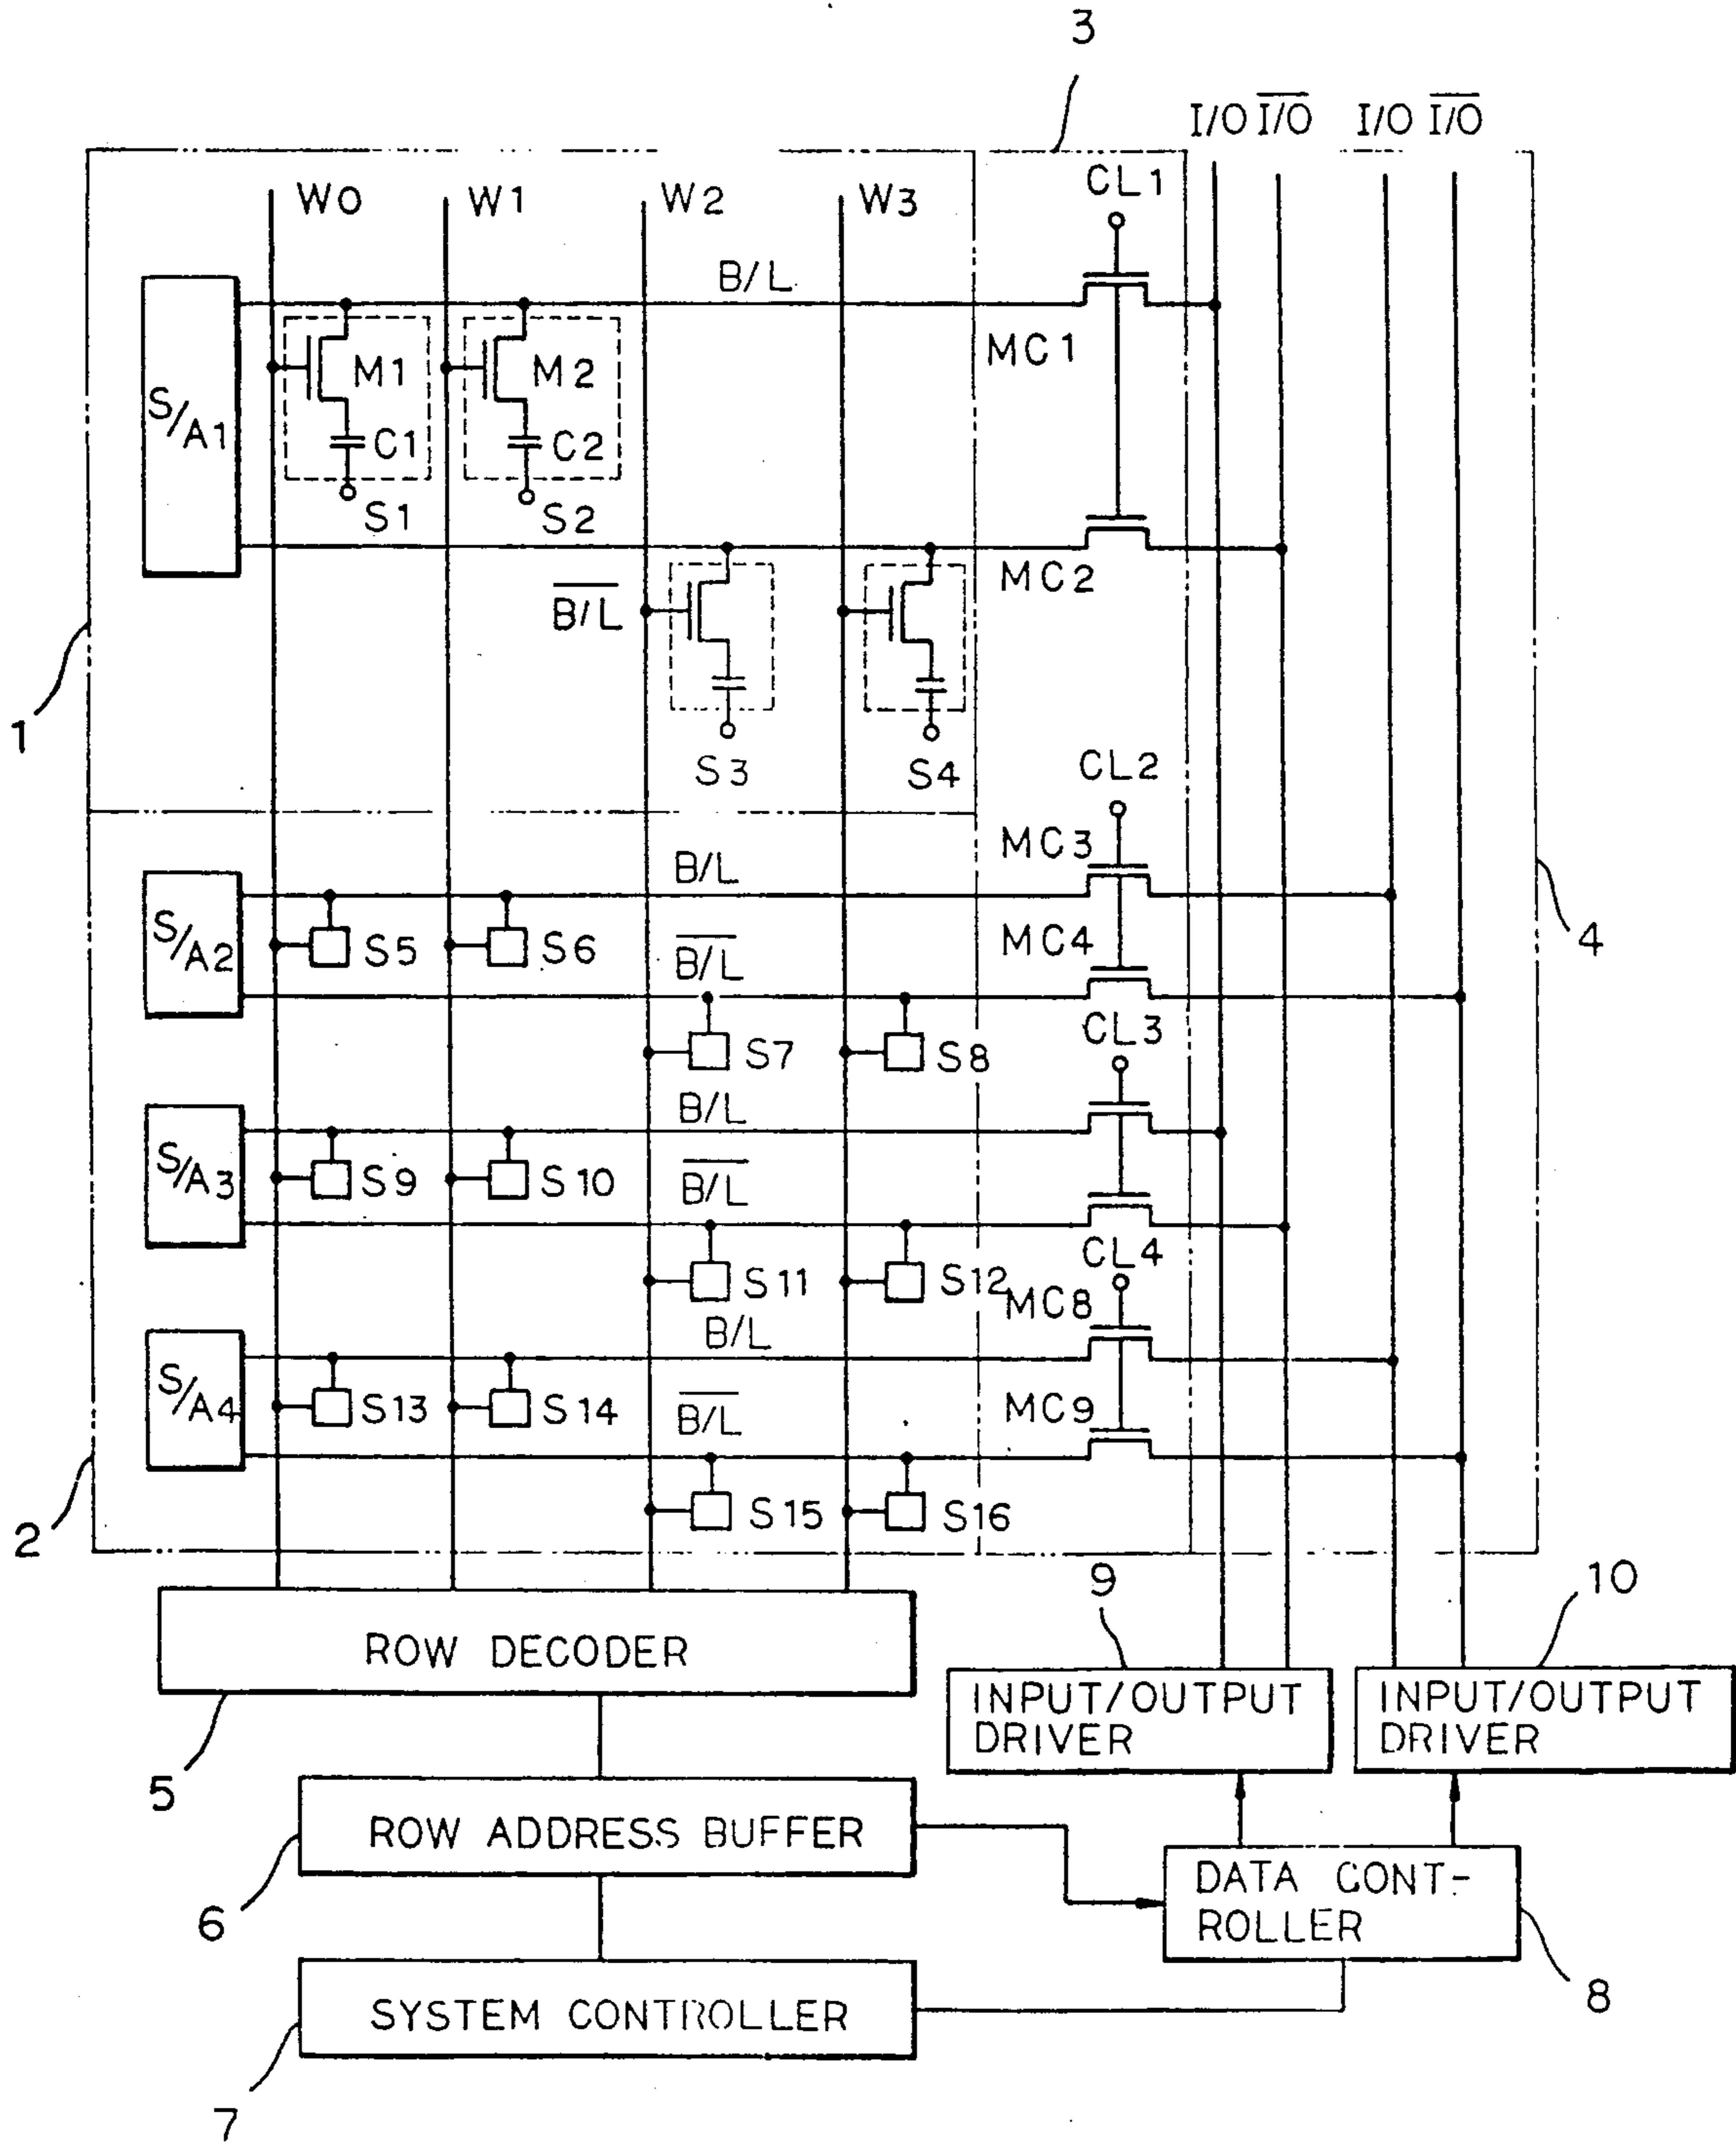 3
I/O I/O̅ I/O I/O̅
W0 W1 W2 W3 CL1
B/L
MC1
S/A1
M1 M2
C1 C2
S1 S2
MC2
B̅/̅L̅
1
S3 S4 CL2
MC3
B/L
S/A2
S5 S6 B̅/̅L̅ MC4 4
CL3
S7 S8
B/L
S/A3
S9 S10 B̅/̅L̅
CL4
S11 S12 MC8
B/L
S/A4
S13 S14 B̅/̅L̅ MC9
S15 S16
2
9 10
ROW DECODER
INPUT/OUTPUT
DRIVER
INPUT/OUTPUT
DRIVER
5
ROW ADDRESS BUFFER
DATA CONT-
ROLLER
6
8
SYSTEM CONTROLLER
7